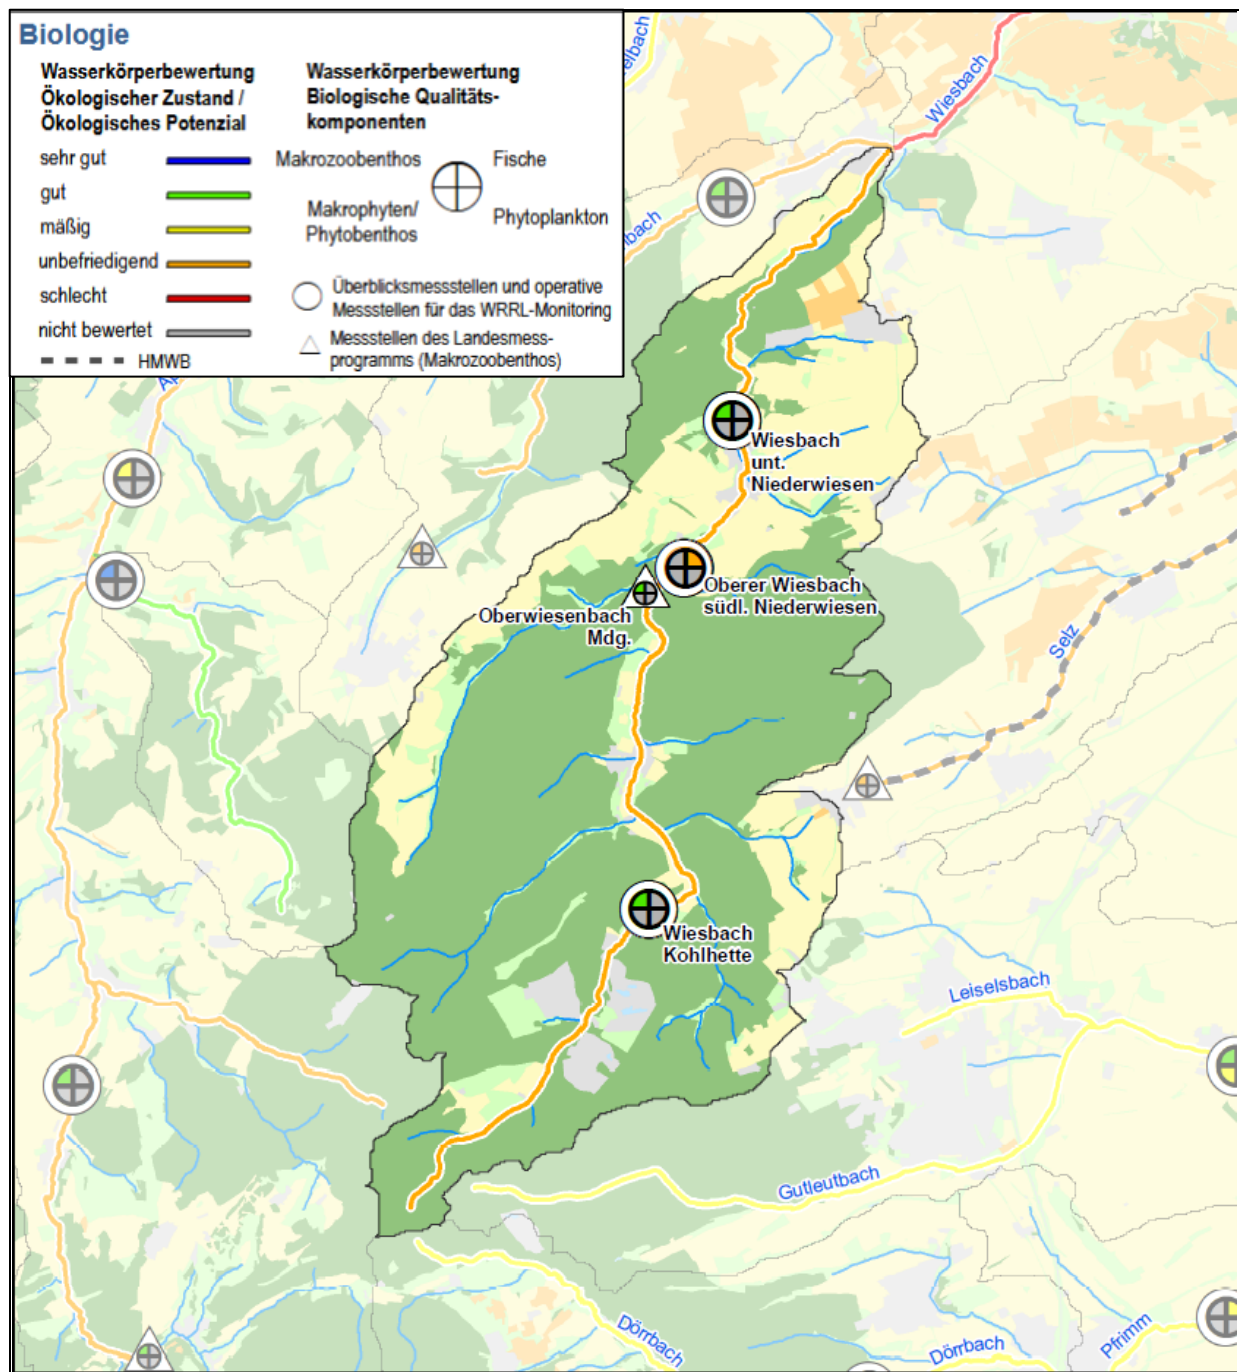 Biologie
Wasserkörperbewertung
Ökologischer Zustand /
Ökologisches Potenzial
sehr gut
gut
mäßig
unbefriedigend
schlecht
nicht bewertet
HMWB
Wasserkörperbewertung
Biologische Qualitäts-
komponenten
Makrozoobenthos
Fische
Makrophyten/
Phytobenthos
Phytoplankton
Überblicksmessstellen und operative
Messstellen für das WRRL-Monitoring
Messstellen des Landesmess-
programms (Makrozoobenthos)
Wiesbach
Wiesbach
unt.
Niederwiesen
Oberer Wiesbach
südl. Niederwiesen
Oberwiesenbach
Mdg.
Selz
Wiesbach
Kohlhette
Leiselsbach
Gutleutbach
Dörrbach
Dörrbach
Pfrimm